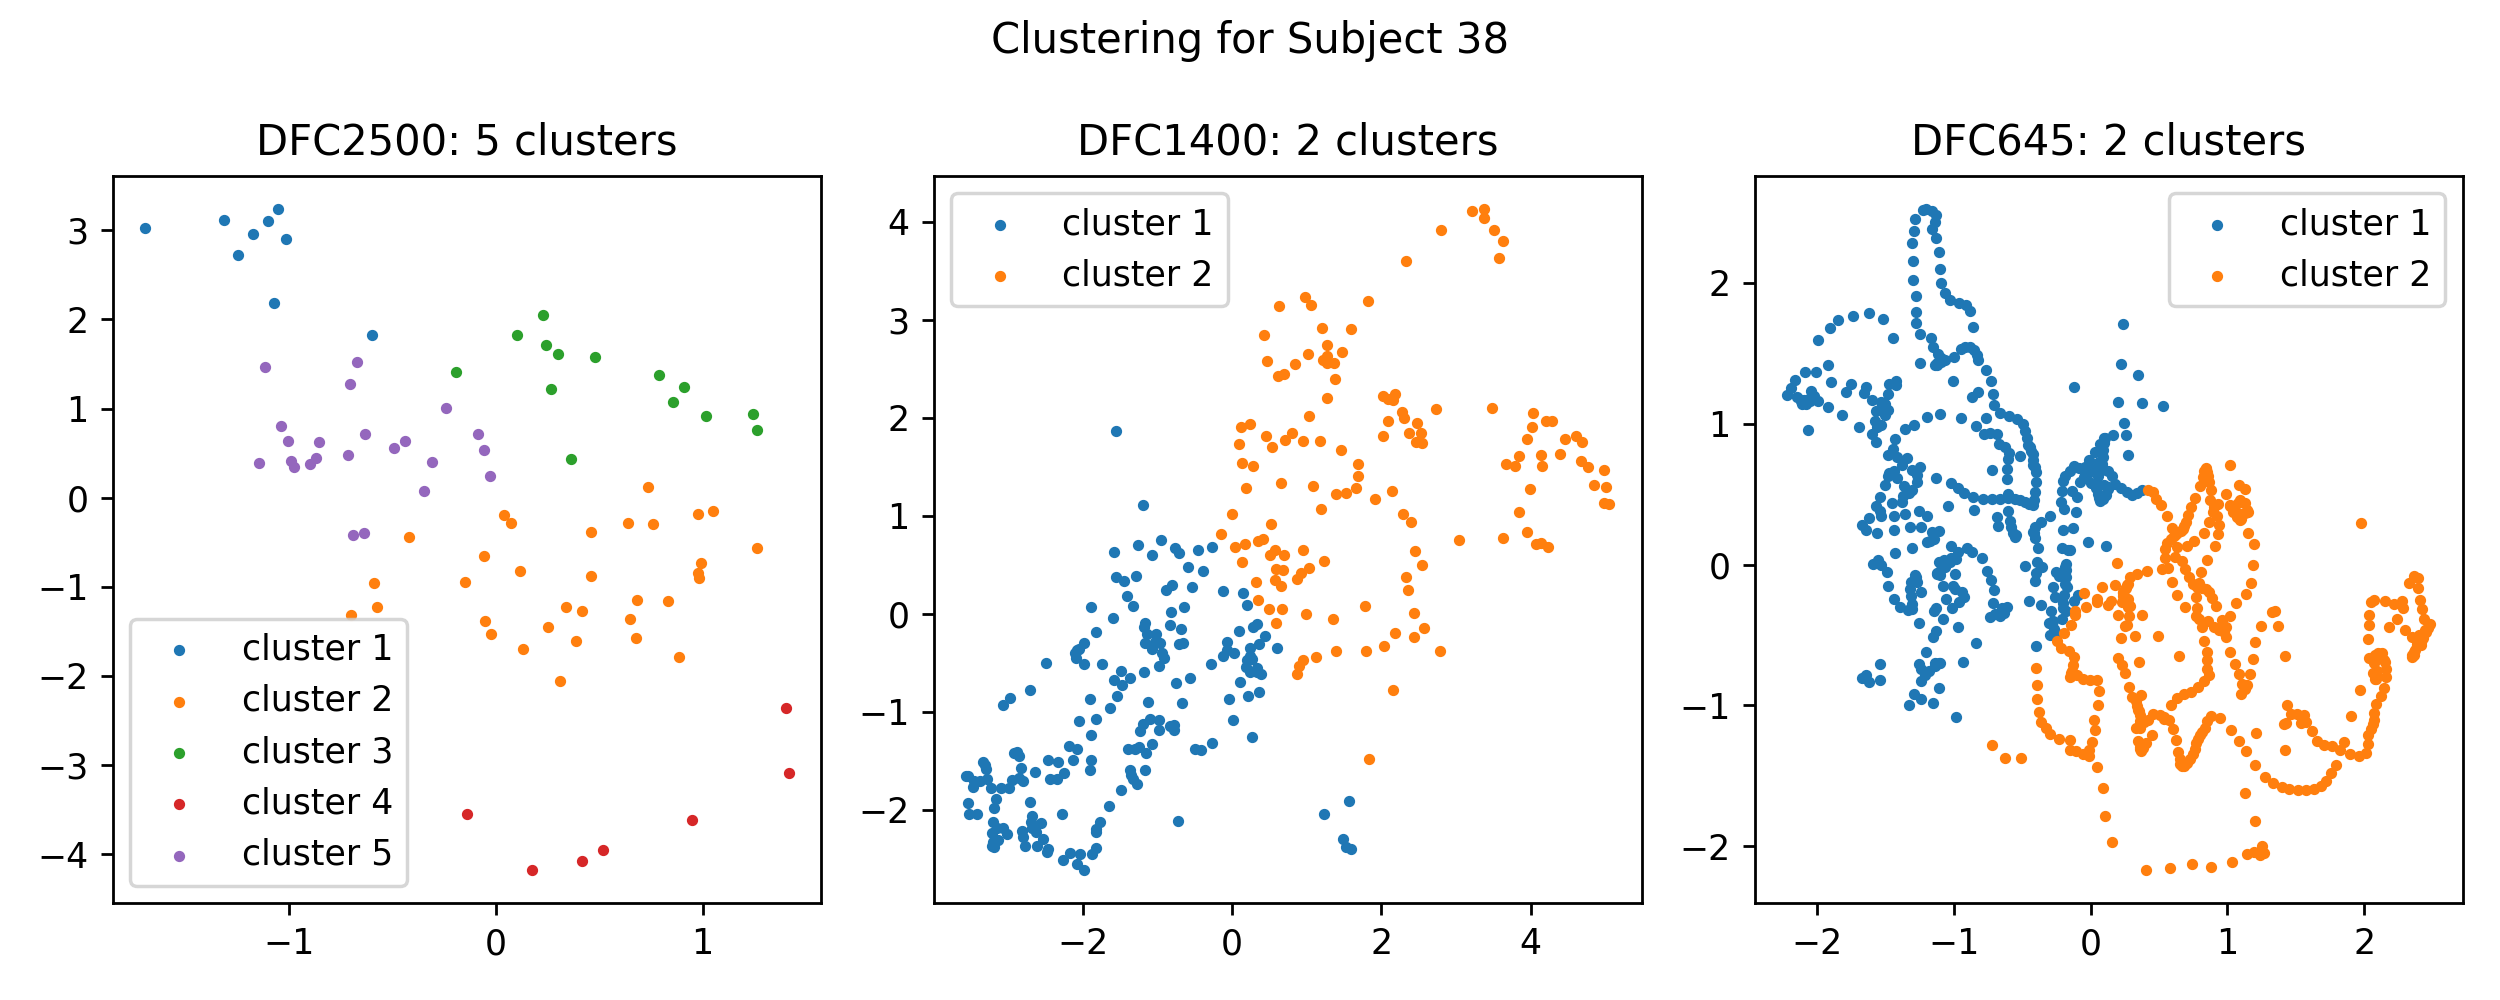 Clustering for Subject 38
DFC2500: 5 clusters
3
2
1
0
−1
−2
−3
−4
−1
0
1
cluster 1
cluster 2
cluster 3
cluster 4
cluster 5
DFC1400: 2 clusters
4
3
2
1
0
−1
−2
−2
0
2
4
cluster 1
cluster 2
DFC645: 2 clusters
2
1
0
−1
−2
−2
−1
0
1
2
cluster 1
cluster 2